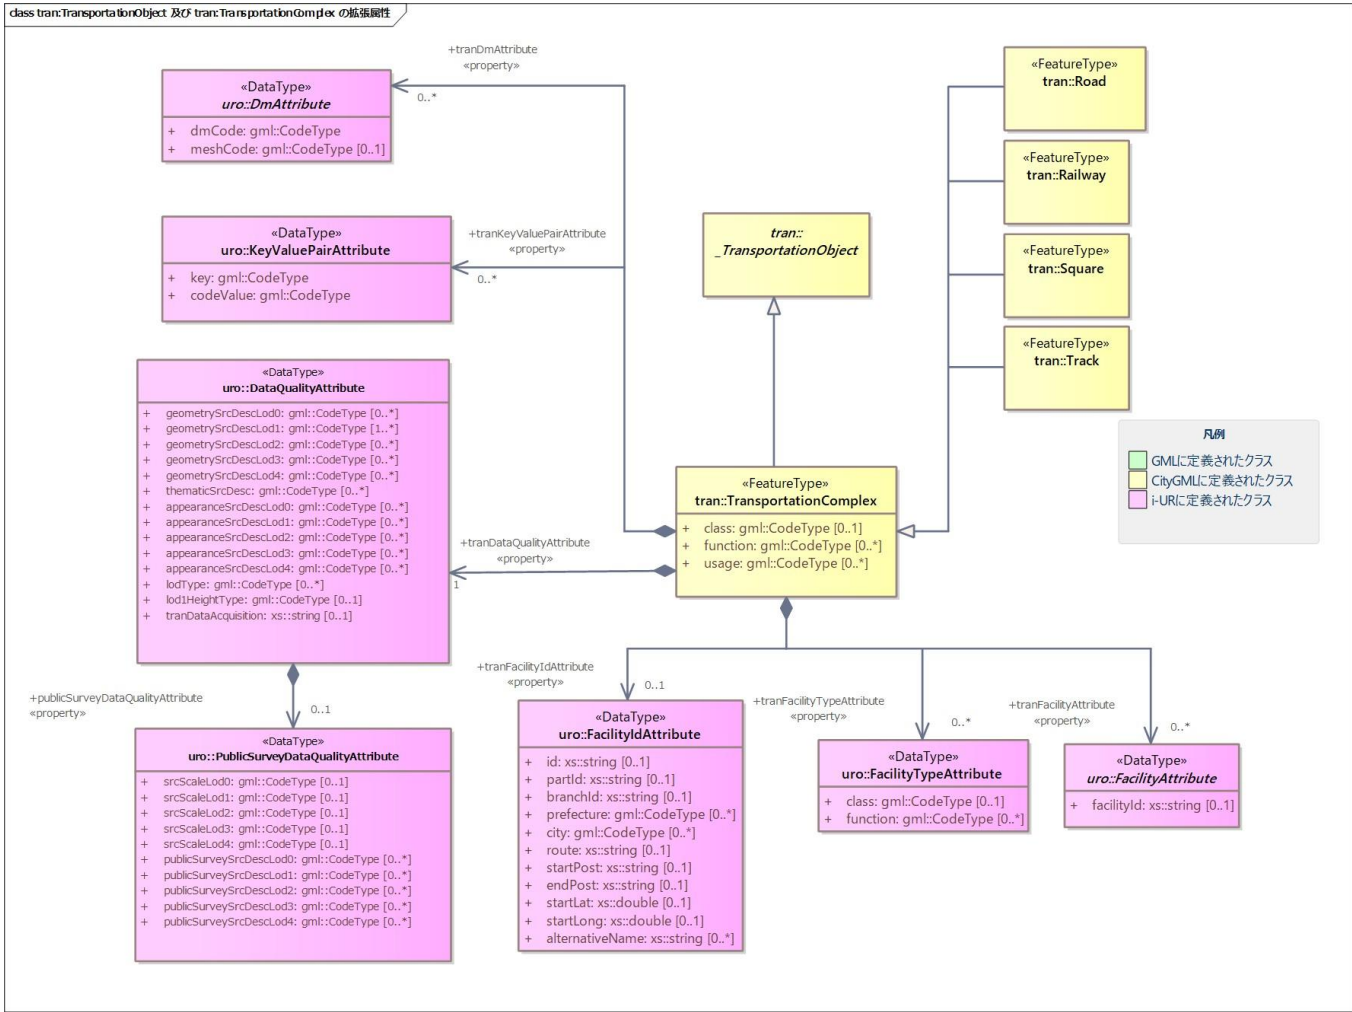 class tran:TransportationObject 及び tran:TransportationComplex の拡張属性
+tranDmAttribute
«property»
0..*
«DataType»
uro::DmAttribute
+ dmCode: gml::CodeType
+ meshCode: gml::CodeType [0..1]
«DataType»
uro::KeyValuePairAttribute
+ key: gml::CodeType
+ codeValue: gml::CodeType
+tranKeyValuePairAttribute
«property»
0..*
tran::
_TransportationObject
«FeatureType»
tran::Road
«FeatureType»
tran::Railway
«FeatureType»
tran::Square
«FeatureType»
tran::Track
凡例
GMLに定義されたクラス
CityGMLに定義されたクラス
i-URに定義されたクラス
«DataType»
uro::DataQualityAttribute
+ geometrySrcDescLod0: gml::CodeType [0..*]
+ geometrySrcDescLod1: gml::CodeType [1..*]
+ geometrySrcDescLod2: gml::CodeType [0..*]
+ geometrySrcDescLod3: gml::CodeType [0..*]
+ geometrySrcDescLod4: gml::CodeType [0..*]
+ thematicSrcDesc: gml::CodeType [0..*]
+ appearanceSrcDescLod0: gml::CodeType [0..*]
+ appearanceSrcDescLod1: gml::CodeType [0..*]
+ appearanceSrcDescLod2: gml::CodeType [0..*]
+ appearanceSrcDescLod3: gml::CodeType [0..*]
+ appearanceSrcDescLod4: gml::CodeType [0..*]
+ lodType: gml::CodeType [0..*]
+ lod1HeightType: gml::CodeType [0..1]
+ tranDataAcquisition: xs::string [0..1]
+tranDataQualityAttribute
«property»
1
«FeatureType»
tran::TransportationComplex
+ class: gml::CodeType [0..1]
+ function: gml::CodeType [0..*]
+ usage: gml::CodeType [0..*]
+publicSurveyDataQualityAttribute
«property»
0..1
«DataType»
uro::PublicSurveyDataQualityAttribute
+ srcScaleLod0: gml::CodeType [0..1]
+ srcScaleLod1: gml::CodeType [0..1]
+ srcScaleLod2: gml::CodeType [0..1]
+ srcScaleLod3: gml::CodeType [0..1]
+ srcScaleLod4: gml::CodeType [0..1]
+ publicSurveySrcDescLod0: gml::CodeType [0..*]
+ publicSurveySrcDescLod1: gml::CodeType [0..*]
+ publicSurveySrcDescLod2: gml::CodeType [0..*]
+ publicSurveySrcDescLod3: gml::CodeType [0..*]
+ publicSurveySrcDescLod4: gml::CodeType [0..*]
+tranFacilityIdAttribute
«property»
0..1
«DataType»
uro::FacilityIdAttribute
+ id: xs::string [0..1]
+ partId: xs::string [0..1]
+ branchId: xs::string [0..1]
+ prefecture: gml::CodeType [0..*]
+ city: gml::CodeType [0..*]
+ route: xs::string [0..1]
+ startPost: xs::string [0..1]
+ endPost: xs::string [0..1]
+ startLat: xs::double [0..1]
+ startLong: xs::double [0..1]
+ alternativeName: xs::string [0..*]
+tranFacilityTypeAttribute
«property»
0..*
«DataType»
uro::FacilityTypeAttribute
+ class: gml::CodeType [0..1]
+ function: gml::CodeType [0..*]
+tranFacilityAttribute
«property»
0..*
«DataType»
uro::FacilityAttribute
+ facilityId: xs::string [0..1]